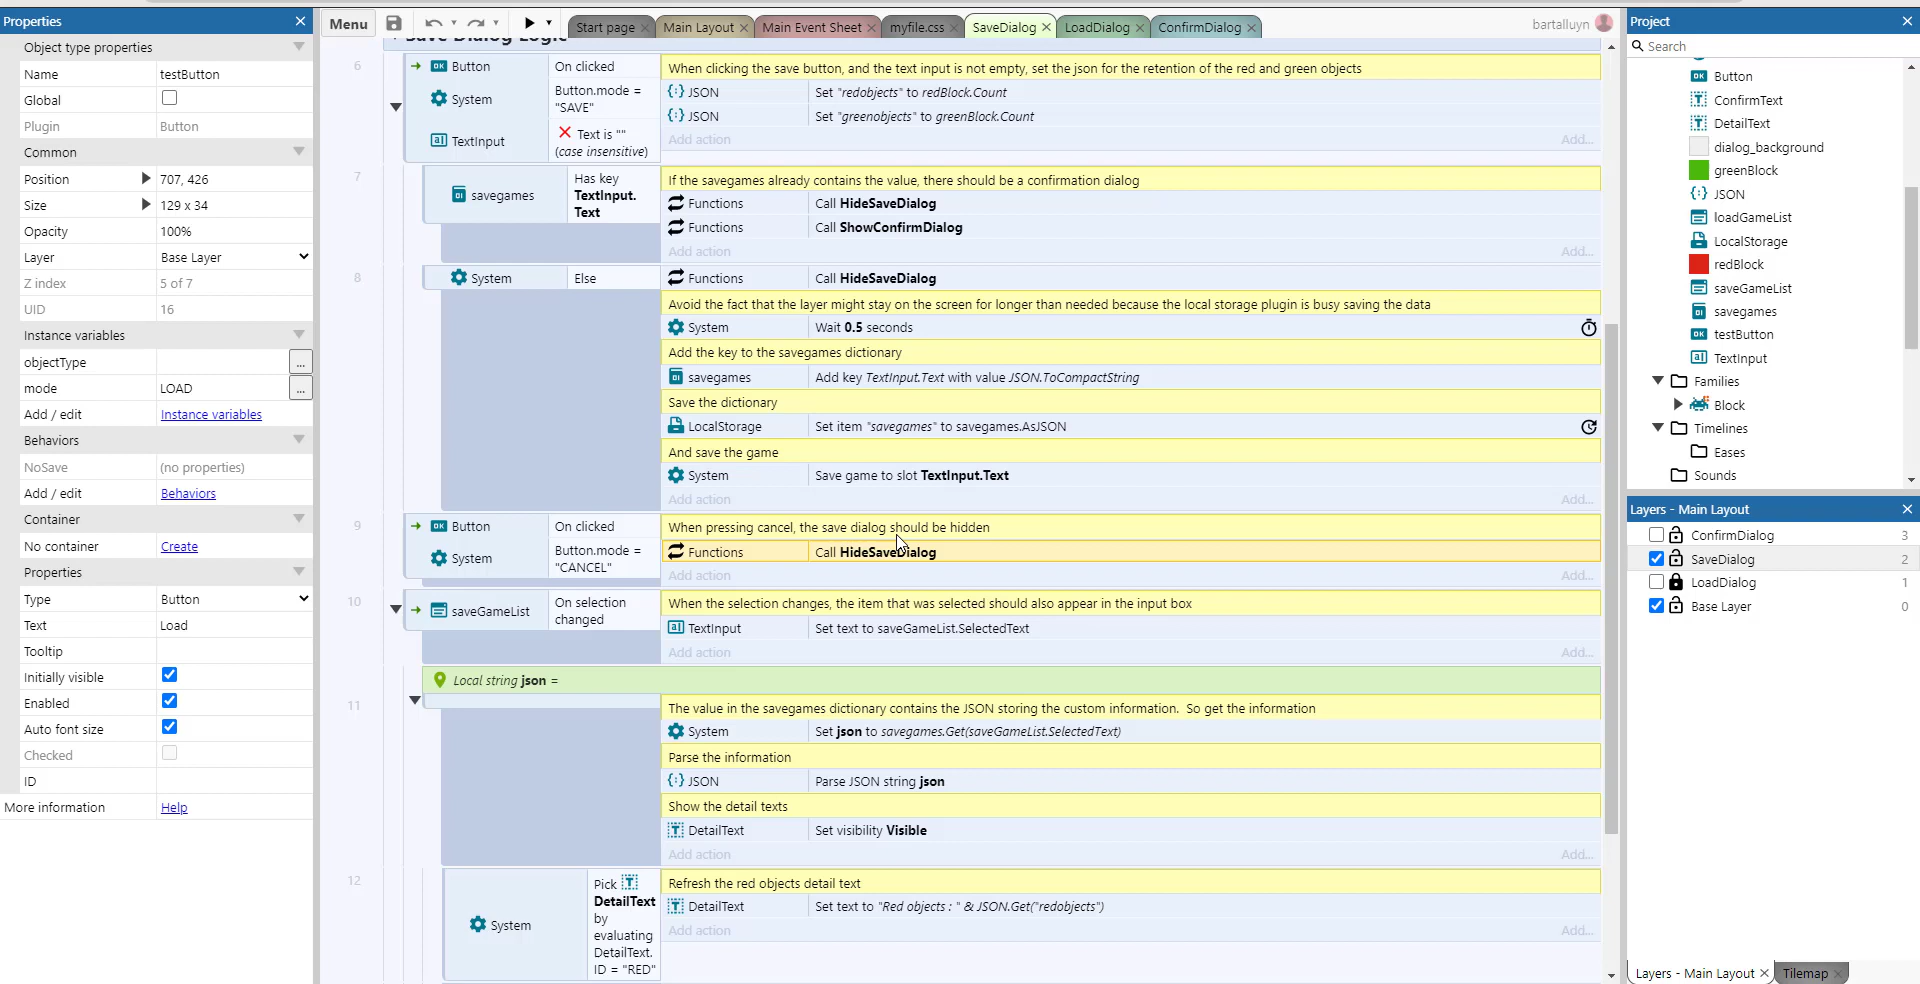 Properties
Object type properties
Name testButton
Global
Plugin Button
Common
Position 707, 426
Size 129 x 34
Opacity 100%
Layer Base Layer
Z index 5 of 7
UID 16
Instance variables
objectType ...
mode LOAD ...
Add / edit Instance variables
Behaviors
NoSave (no properties)
Add / edit Behaviors
Container
No container Create
Properties
Type Button
Text Load
Tooltip
Initially visible
Enabled
Auto font size
Checked
ID
More information Help
Menu
Start page Main Layout Main Event Sheet myfile.css SaveDialog LoadDialog ConfirmDialog
bartalluyn
Save Dialog Logic
6 Button On clicked
System Button.mode =
"SAVE"
TextInput Text is ""
(case insensitive)
When clicking the save button, and the text input is not empty, set the json for the retention of the red and green objects
JSON Set "redobjects" to redBlock.Count
JSON Set "greenobjects" to greenBlock.Count
Add action Add...
7 savegames Has key
TextInput.
Text
If the savegames already contains the value, there should be a confirmation dialog
Functions Call HideSaveDialog
Functions Call ShowConfirmDialog
Add action Add...
8 System Else
Functions Call HideSaveDialog
Avoid the fact that the layer might stay on the screen for longer than needed because the local storage plugin is busy saving the data
System Wait 0.5 seconds
Add the key to the savegames dictionary
savegames Add key TextInput.Text with value JSON.ToCompactString
Save the dictionary
LocalStorage Set item "savegames" to savegames.AsJSON
And save the game
System Save game to slot TextInput.Text
Add action Add...
9 Button On clicked
System Button.mode =
"CANCEL"
When pressing cancel, the save dialog should be hidden
Functions Call HideSaveDialog
Add action Add...
10 saveGameList On selection
changed
When the selection changes, the item that was selected should also appear in the input box
TextInput Set text to saveGameList.SelectedText
Add action Add...
Local string json =
11 The value in the savegames dictionary contains the JSON storing the custom information. So get the information
System Set json to savegames.Get(saveGameList.SelectedText)
Parse the information
JSON Parse JSON string json
Show the detail texts
DetailText Set visibility Visible
Add action Add...
12 System Pick
DetailText
by
evaluating
DetailText.
ID = "RED"
Refresh the red objects detail text
DetailText Set text to "Red objects : " & JSON.Get("redobjects")
Add action Add...
Project
Search
Button
ConfirmText
DetailText
dialog_background
greenBlock
JSON
loadGameList
LocalStorage
redBlock
saveGameList
savegames
testButton
TextInput
Families
Block
Timelines
Eases
Sounds
Layers - Main Layout
ConfirmDialog 3
SaveDialog 2
LoadDialog 1
Base Layer 0
Layers - Main Layout Tilemap